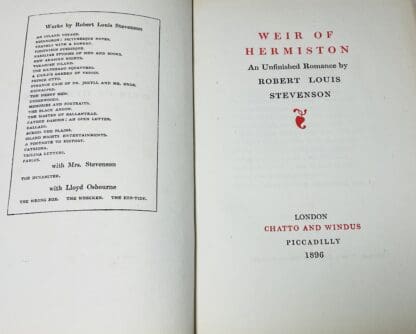 Works by Robert Louis Stevenson
AN INLAND VOYAGE.
EDINBURGH: PICTURESQUE NOTES.
TRAVELS WITH A DONKEY.
VIRGINIBUS PUERISQUE.
FAMILIAR STUDIES OF MEN AND BOOKS.
NEW ARABIAN NIGHTS.
TREASURE ISLAND.
THE SILVERADO SQUATTERS.
A CHILD'S GARDEN OF VERSES.
PRINCE OTTO.
STRANGE CASE OF DR. JEKYLL AND MR. HYDE.
KIDNAPPED.
THE MERRY MEN.
UNDERWOODS.
MEMORIES AND PORTRAITS.
THE BLACK ARROW.
THE MASTER OF BALLANTRAE.
FATHER DAMIEN: AN OPEN LETTER.
BALLADS.
ACROSS THE PLAINS.
ISLAND NIGHTS ENTERTAINMENTS.
A FOOTNOTE TO HISTORY.
CATRIONA.
VAILIMA LETTERS.
FABLES.
with Mrs. Stevenson
THE DYNAMITER.
with Lloyd Osbourne
THE WRONG BOX. THE WRECKER. THE EBB-TIDE.
WEIR OF
HERMISTON
An Unfinished Romance by
ROBERT LOUIS
STEVENSON
LONDON
CHATTO AND WINDUS
PICCADILLY
1896